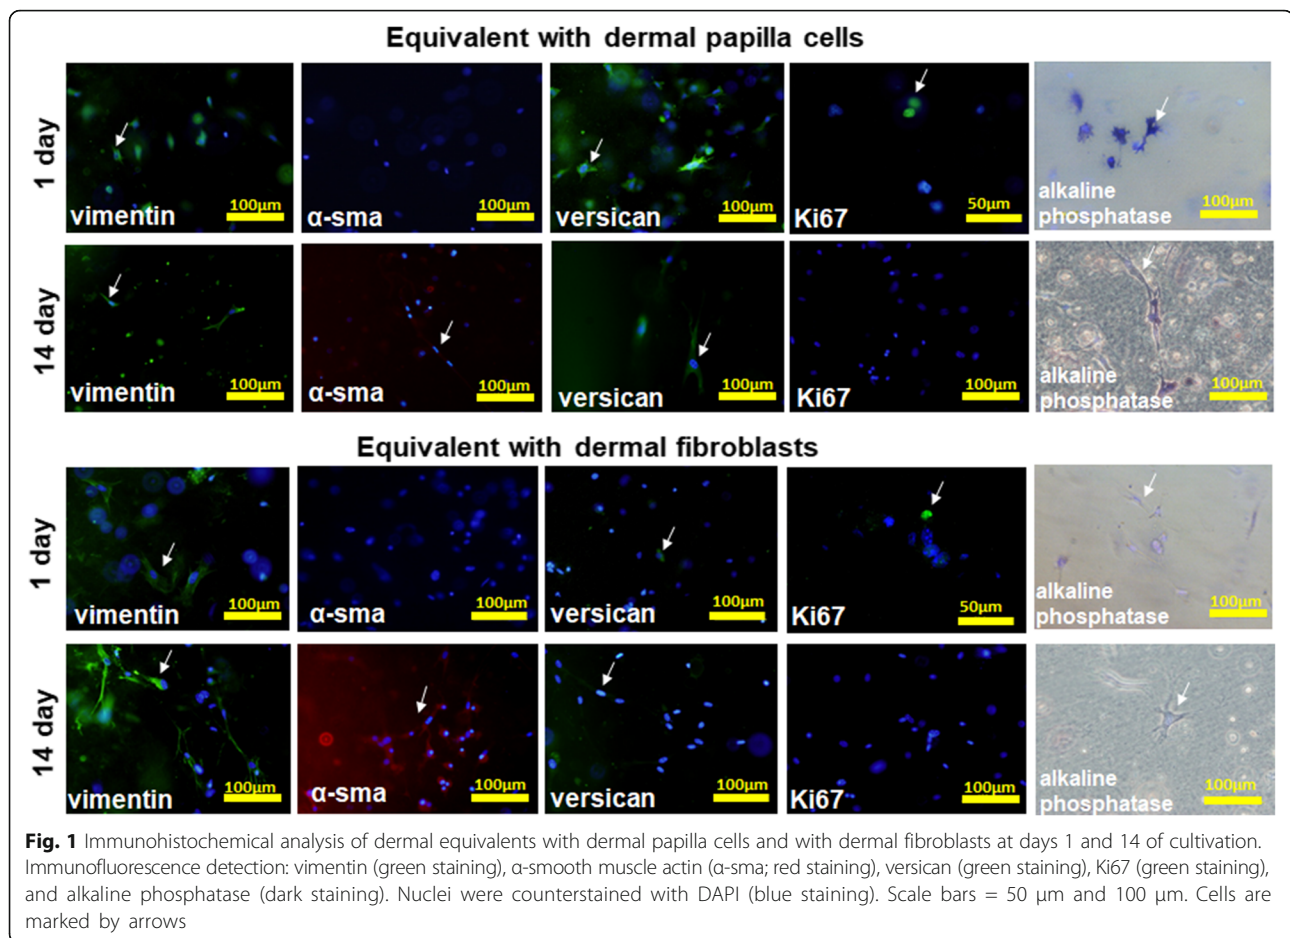 Equivalent with dermal papilla cells
1 day
vimentin 100µm
α-sma 100µm
versican 100µm
Ki67 50µm
alkaline
phosphatase 100µm
14 day
vimentin 100µm
α-sma 100µm
versican 100µm
Ki67 100µm
alkaline
phosphatase 100µm
Equivalent with dermal fibroblasts
1 day
vimentin 100µm
α-sma 100µm
versican 100µm
Ki67 50µm
alkaline
phosphatase 100µm
14 day
vimentin 100µm
α-sma 100µm
versican 100µm
Ki67 100µm
alkaline
phosphatase 100µm
Fig. 1 Immunohistochemical analysis of dermal equivalents with dermal papilla cells and with dermal fibroblasts at days 1 and 14 of cultivation.
Immunofluorescence detection: vimentin (green staining), α-smooth muscle actin (α-sma; red staining), versican (green staining), Ki67 (green staining),
and alkaline phosphatase (dark staining). Nuclei were counterstained with DAPI (blue staining). Scale bars = 50 μm and 100 μm. Cells are
marked by arrows